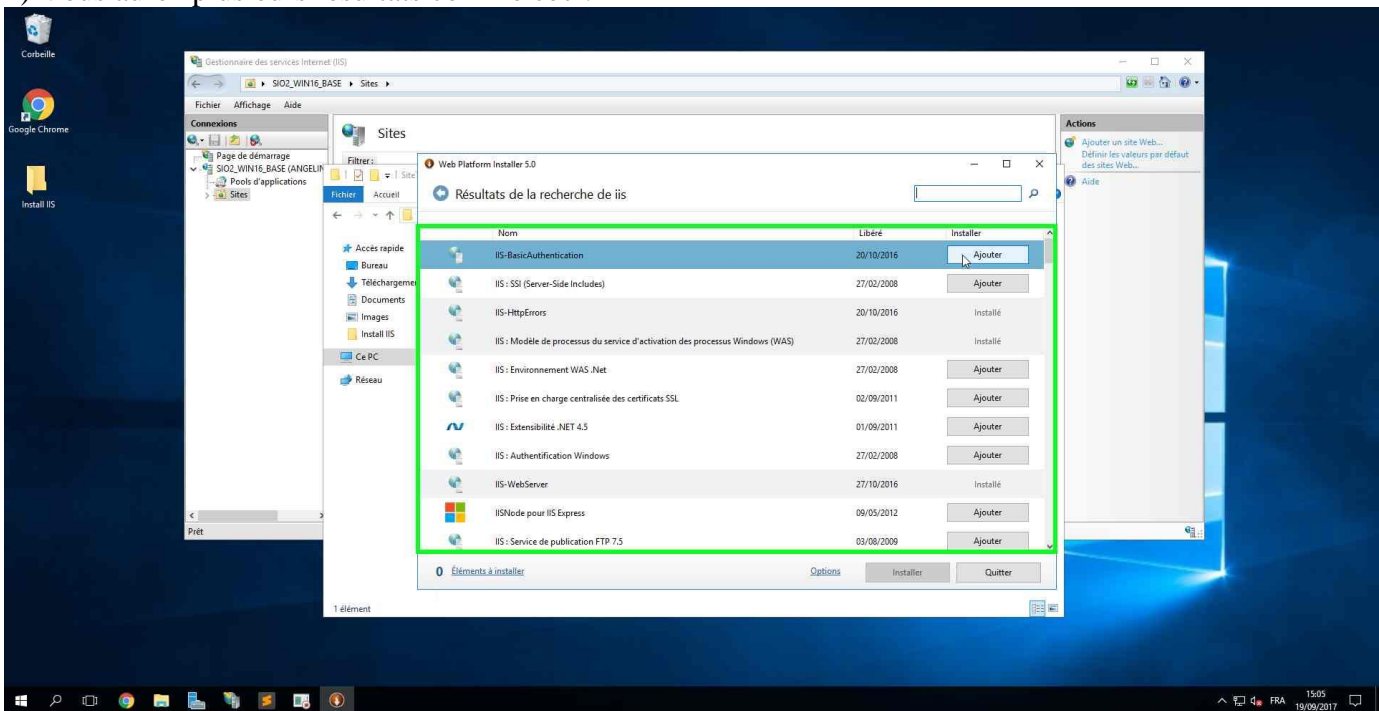 Corbeille
Google Chrome
Install IIS
Gestionnaire des services Internet (IIS)
SIO2_WIN16_BASE Sites
Fichier Affichage Aide
Connexions
Page de démarrage
SIO2_WIN16_BASE (ANGELIN
Pools d'applications
Sites
Prêt
Sites
Filtrer :
Actions
Ajouter un site Web...
Définir les valeurs par défaut
des sites Web...
Aide
Fichier Accueil
Accès rapide
Bureau
Téléchargemen
Documents
Images
Install IIS
Ce PC
Réseau
1 élément
Web Platform Installer 5.0
Résultats de la recherche de iis
Nom Libéré Installer
IIS-BasicAuthentication 20/10/2016 Ajouter
IIS : SSI (Server-Side Includes) 27/02/2008 Ajouter
IIS-HttpErrors 20/10/2016 Installé
IIS : Modèle de processus du service d'activation des processus Windows (WAS) 27/02/2008 Installé
IIS : Environnement WAS .Net 27/02/2008 Ajouter
IIS : Prise en charge centralisée des certificats SSL 02/09/2011 Ajouter
IIS : Extensibilité .NET 4.5 01/09/2011 Ajouter
IIS : Authentification Windows 27/02/2008 Ajouter
IIS-WebServer 27/10/2016 Installé
IISNode pour IIS Express 09/05/2012 Ajouter
IIS : Service de publication FTP 7.5 03/08/2009 Ajouter
0 Éléments à installer Options Installer Quitter
FRA 15:05
19/09/2017